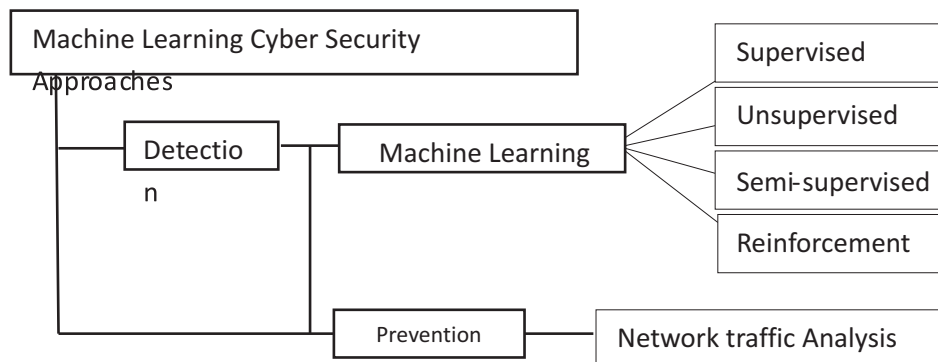 Machine Learning Cyber Security
Approaches
Supervised
Unsupervised
Detectio
n
Machine Learning
Semi-supervised
Reinforcement
Prevention
Network traffic Analysis